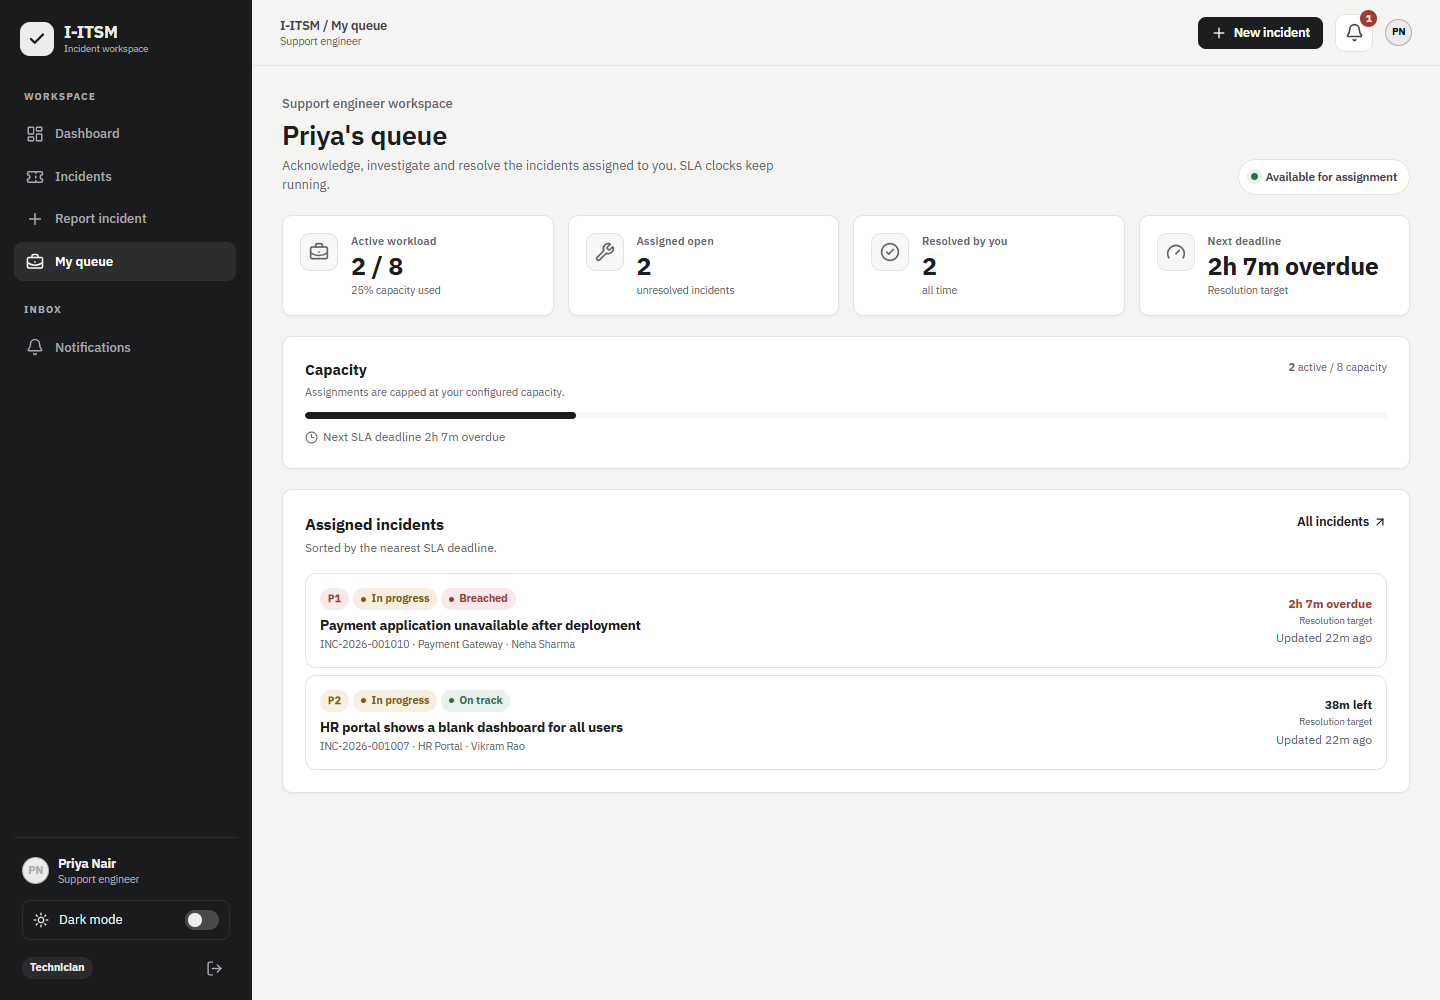 I-ITSM
Incident workspace
WORKSPACE
Dashboard
Incidents
Report incident
My queue
INBOX
Notifications
Priya Nair
PN
Support engineer
Dark mode
Technician
I-ITSM / My queue
Support engineer
New incident
1
PN
Support engineer workspace
Priya's queue
Acknowledge, investigate and resolve the incidents assigned to you. SLA clocks keep
running.
Available for assignment
Active workload
2 / 8
25% capacity used
Assigned open
2
unresolved incidents
Resolved by you
2
all time
Next deadline
2h 7m overdue
Resolution target
Capacity
2 active / 8 capacity
Assignments are capped at your configured capacity.
Next SLA deadline 2h 7m overdue
Assigned incidents
All incidents
Sorted by the nearest SLA deadline.
P1 In progress Breached
Payment application unavailable after deployment
INC-2026-001010 · Payment Gateway · Neha Sharma
2h 7m overdue
Resolution target
Updated 22m ago
P2 In progress On track
HR portal shows a blank dashboard for all users
INC-2026-001007 · HR Portal · Vikram Rao
38m left
Resolution target
Updated 22m ago